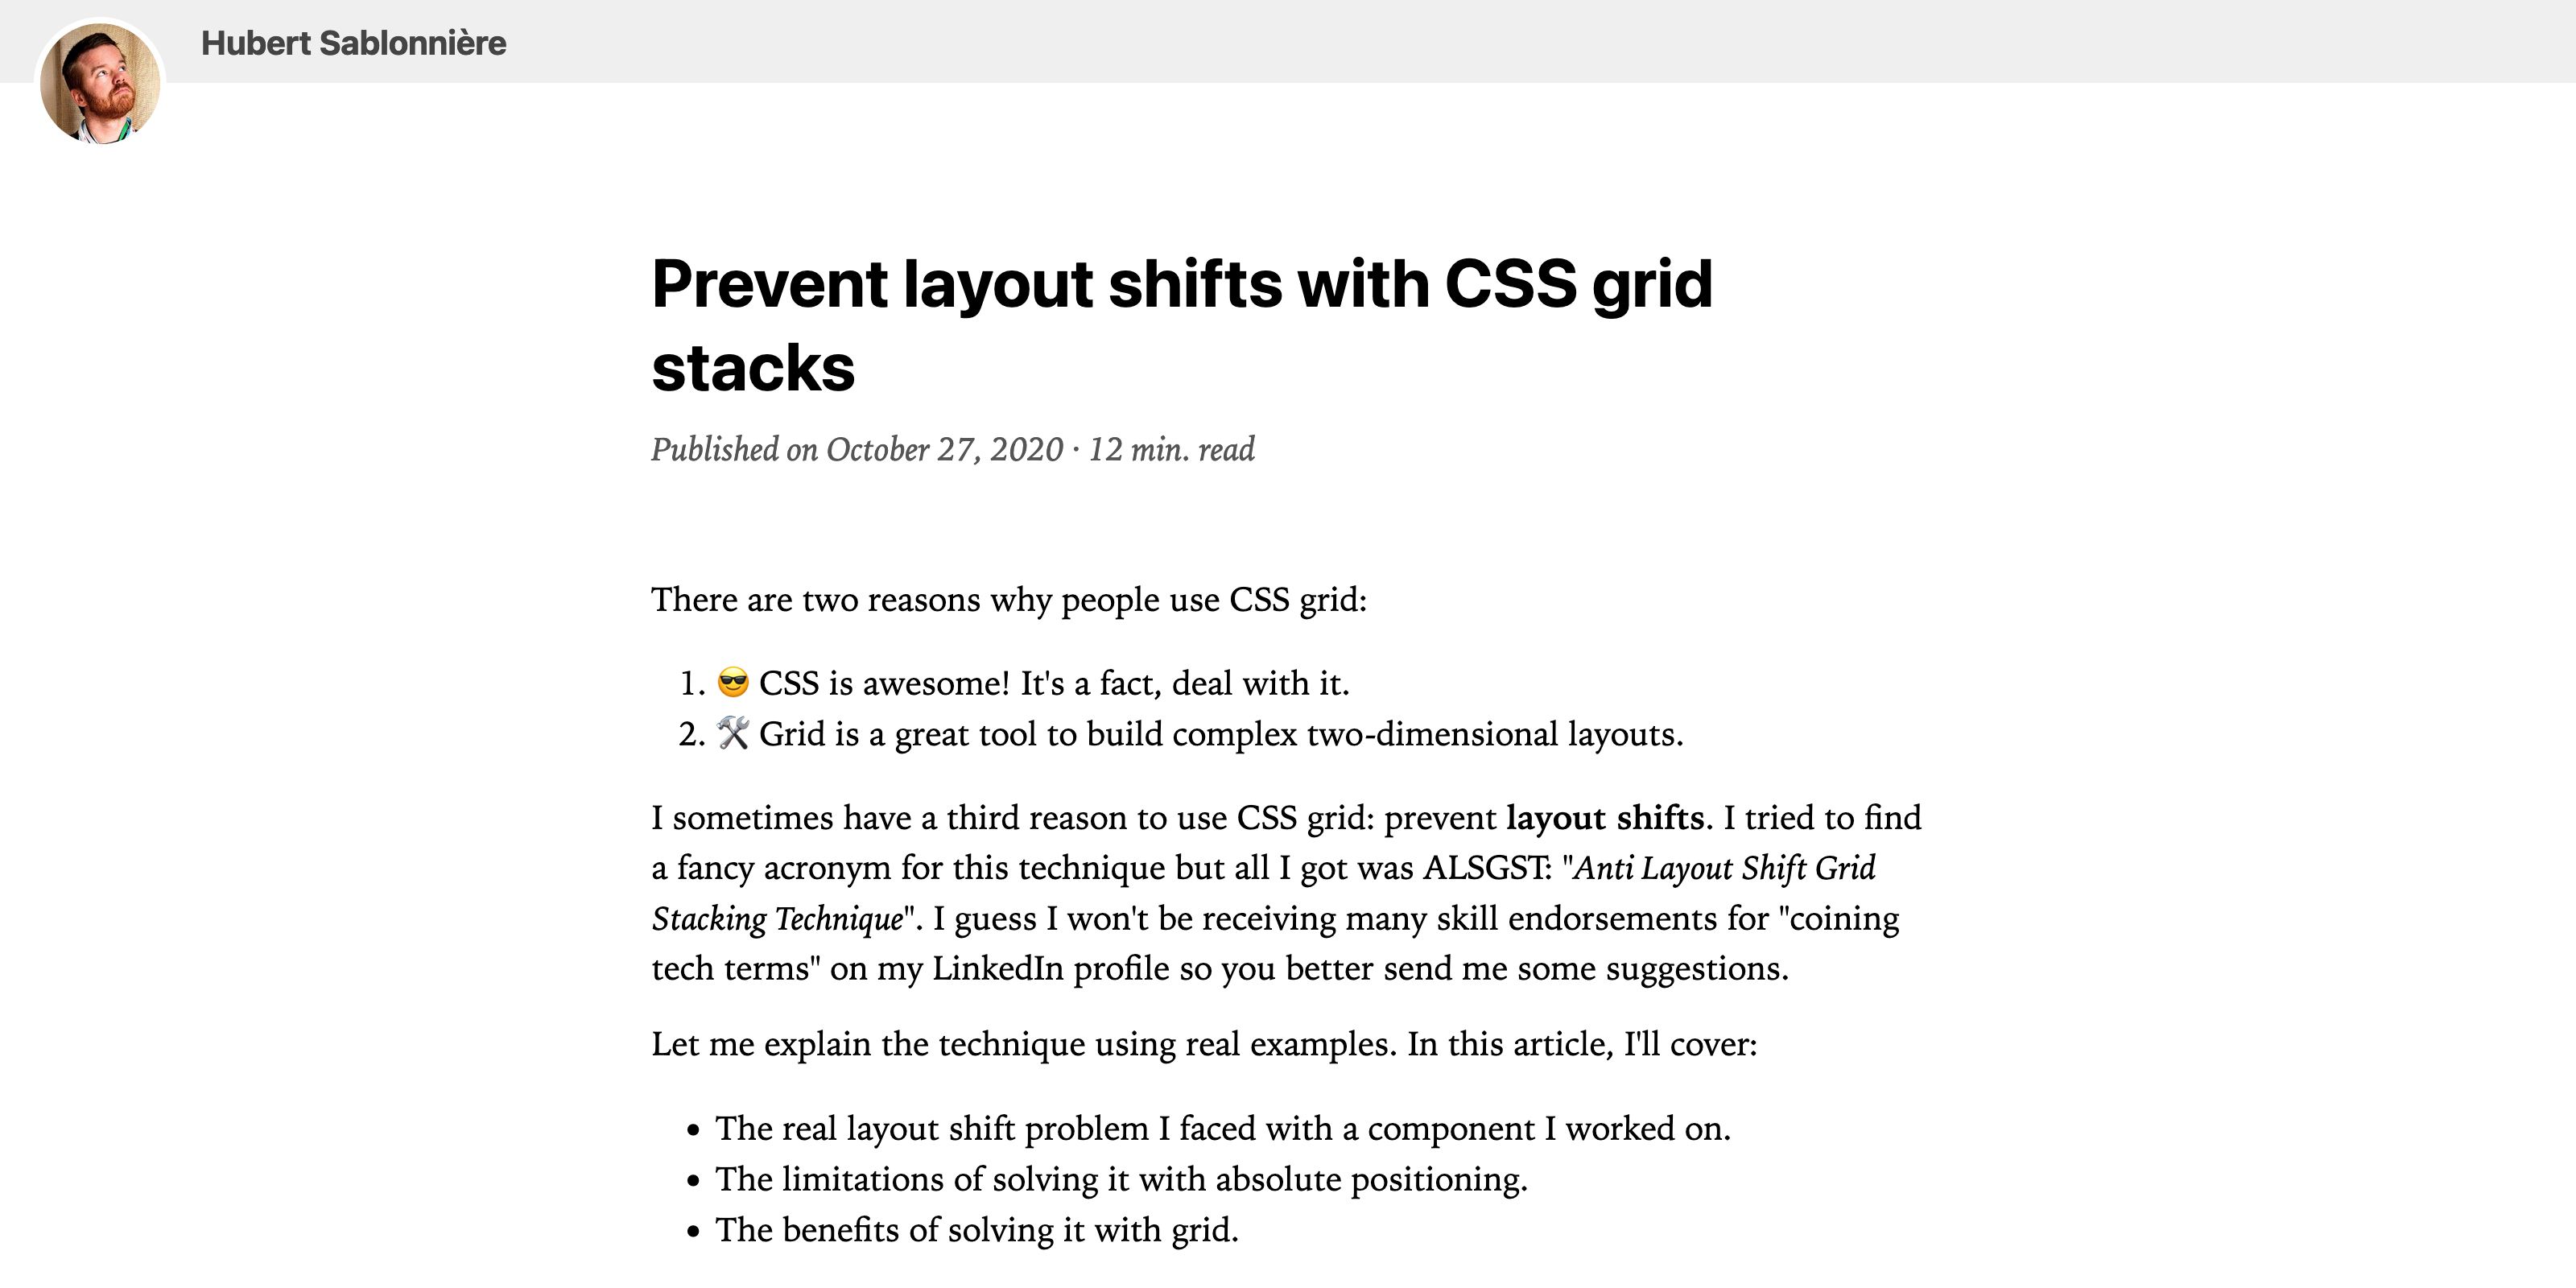 Hubert Sablonnière
Prevent layout shifts with CSS grid
stacks
Published on October 27, 2020 · 12 min. read
There are two reasons why people use CSS grid:
1. 😎 CSS is awesome! It's a fact, deal with it.
2. 🛠 Grid is a great tool to build complex two-dimensional layouts.
I sometimes have a third reason to use CSS grid: prevent layout shifts. I tried to find
a fancy acronym for this technique but all I got was ALSGST: "Anti Layout Shift Grid
Stacking Technique". I guess I won't be receiving many skill endorsements for "coining
tech terms" on my LinkedIn profile so you better send me some suggestions.
Let me explain the technique using real examples. In this article, I'll cover:
• The real layout shift problem I faced with a component I worked on.
• The limitations of solving it with absolute positioning.
• The benefits of solving it with grid.